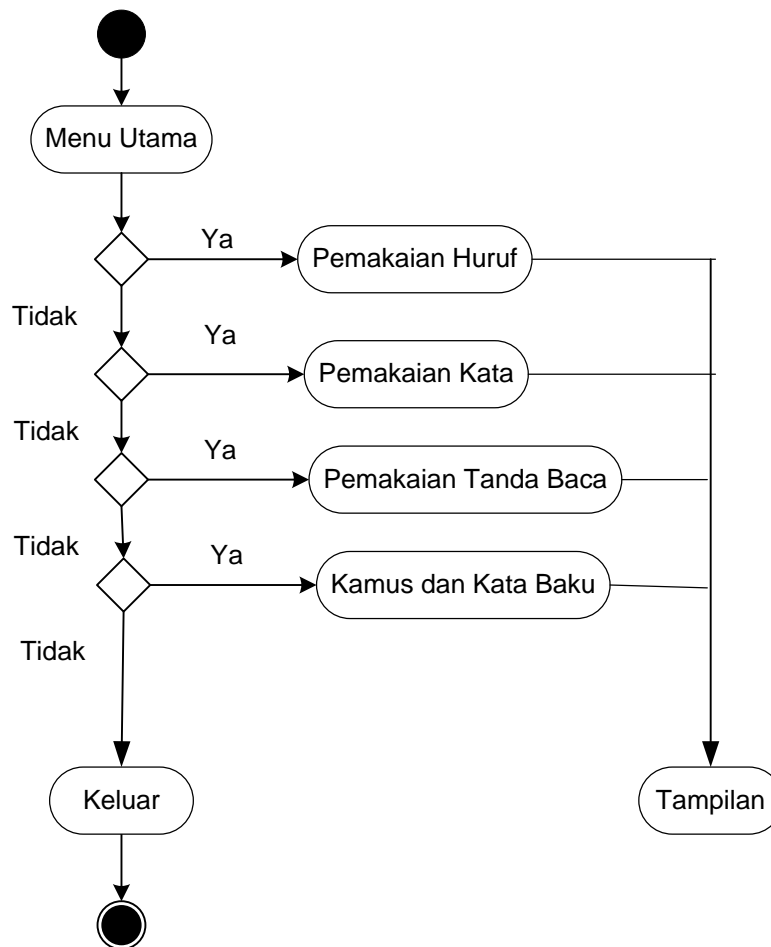 Menu Utama
Ya
Pemakaian Huruf
Tidak
Ya
Pemakaian Kata
Tidak
Ya
Pemakaian Tanda Baca
Tidak
Ya
Kamus dan Kata Baku
Tidak
Keluar
Tampilan